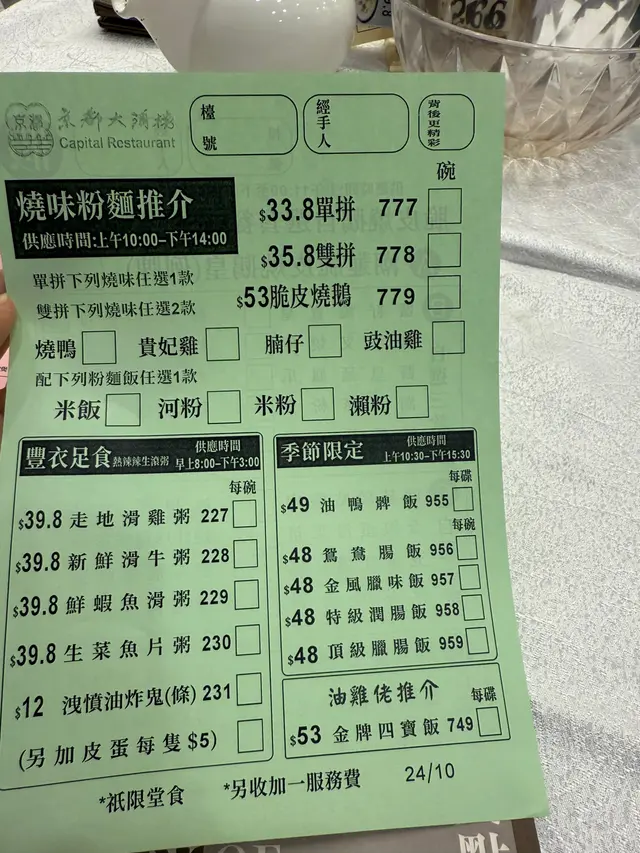 266
京都
京都大酒樓
Capital Restaurant
檯號
經手人
背後更精彩
碗
燒味粉麵推介
供應時間:上午10:00–下午14:00
$33.8單拼 777
$35.8雙拼 778
單拼下列燒味任選1款
雙拼下列燒味任選2款
$53脆皮燒鵝 779
燒鴨 貴妃雞 腩仔 豉油雞
配下列粉麵飯任選1款
米飯 河粉 米粉 瀨粉
豐衣足食 熱辣辣生滾粥
供應時間
早上8:00–下午3:00
每碗
$39.8 走地滑雞粥 227
$39.8 新鮮滑牛粥 228
$39.8 鮮蝦魚滑粥 229
$39.8 生菜魚片粥 230
$12 洩憤油炸鬼(條) 231
(另加皮蛋每隻$5)
季節限定
供應時間
上午10:30–下午15:30
每碟
$49 油鴨髀飯 955
每碗
$48 鴛鴦腸飯 956
$48 金風臘味飯 957
$48 特級潤腸飯 958
$48 頂級臘腸飯 959
油雞佬推介 每碟
$53 金牌四寶飯 749
*祇限堂食 *另收加一服務費 24/10